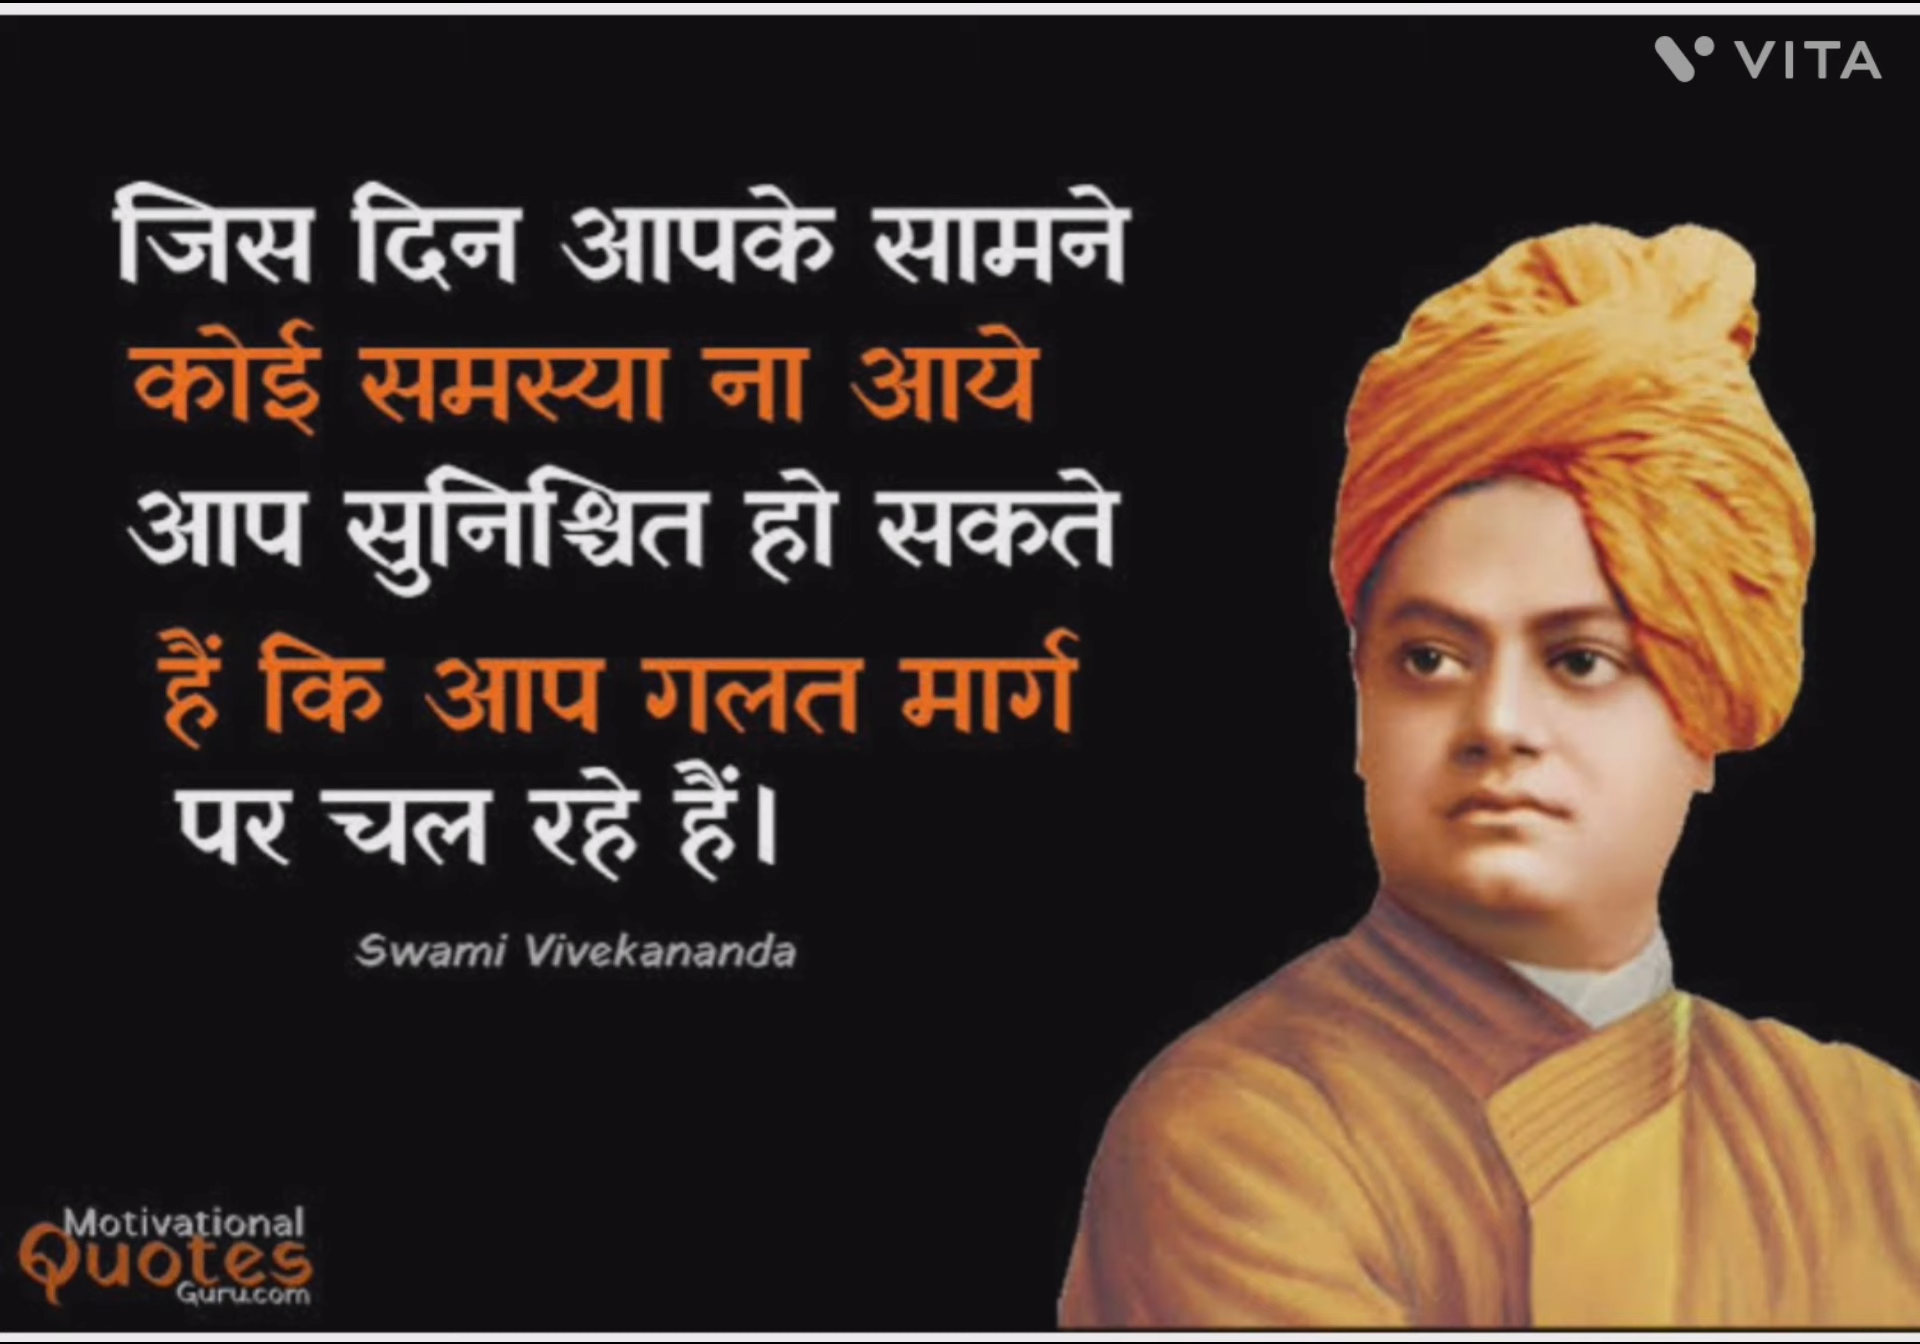 VITA
जिस दिन आपके सामने
कोई समस्या ना आये
आप सुनिश्चित हो सकते
हैं कि आप गलत मार्ग
पर चल रहे हैं।
Swami Vivekananda
Motivational
Quotes
Guru.com